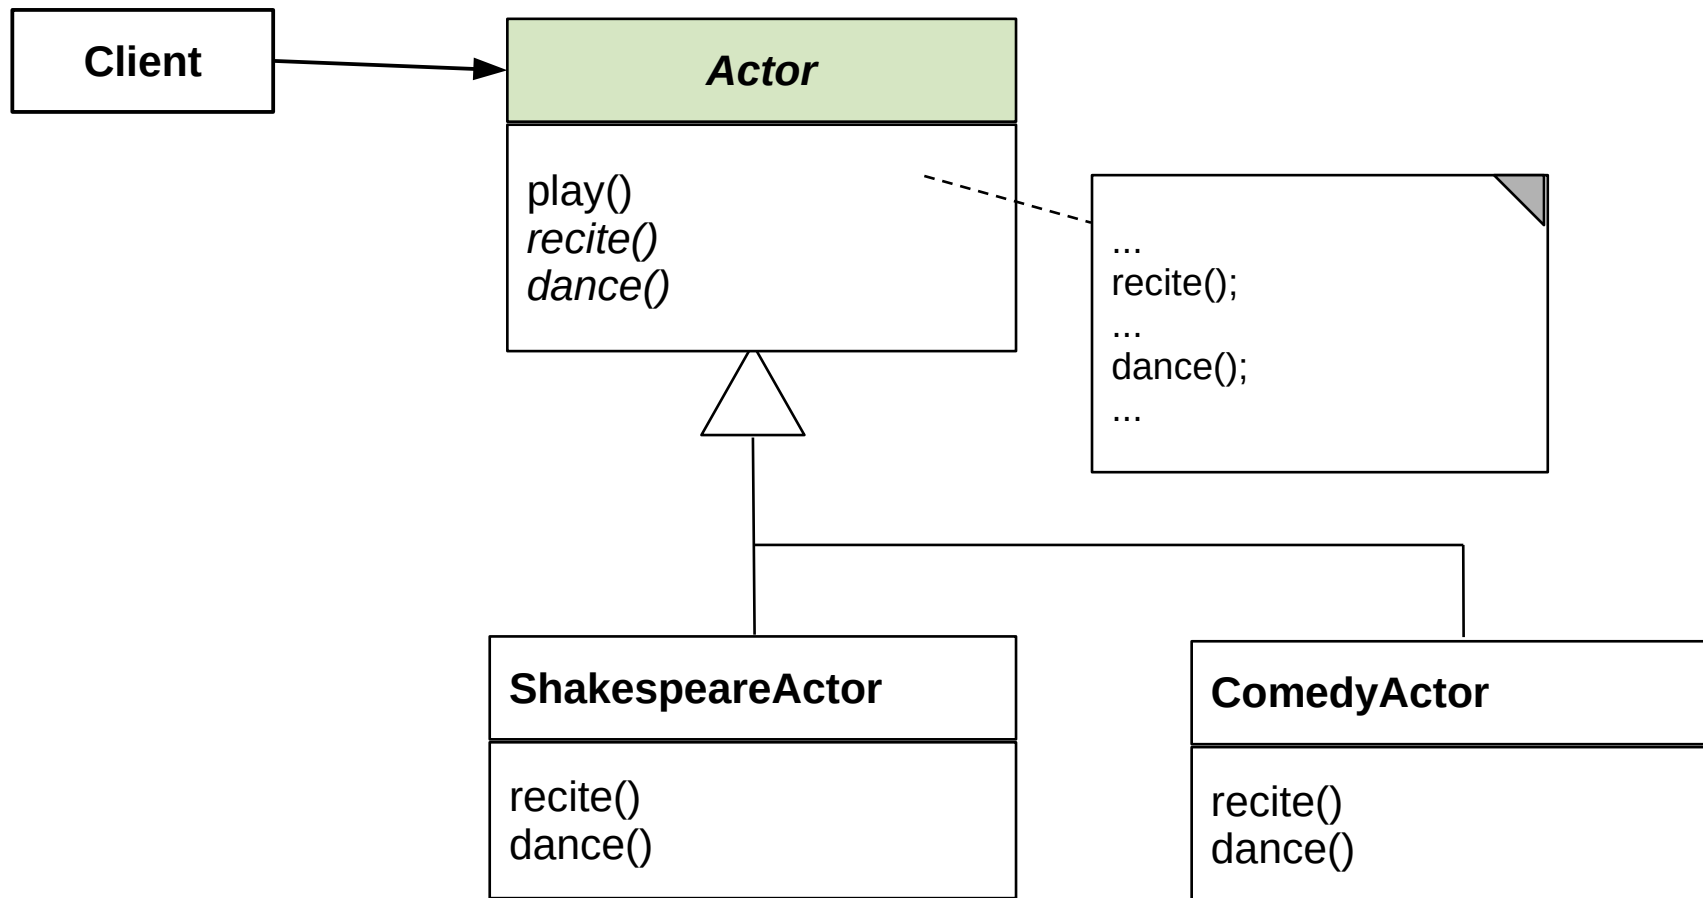 Client
Actor
play()
recite()
dance()
...
recite();
...
dance();
...
ShakespeareActor
recite()
dance()
ComedyActor
recite()
dance()